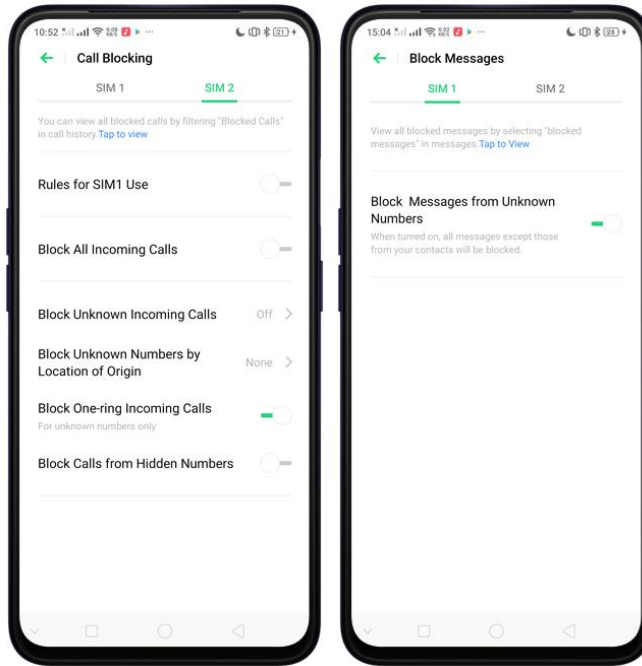 10:52
21
Call Blocking
SIM 1
SIM 2
You can view all blocked calls by filtering "Blocked Calls"
in call history.Tap to view
Rules for SIM1 Use
Block All Incoming Calls
Block Unknown Incoming Calls
Off
Block Unknown Numbers by
Location of Origin
None
Block One-ring Incoming Calls
For unknown numbers only
Block Calls from Hidden Numbers
15:04
28
Block Messages
SIM 1
SIM 2
View all blocked messages by selecting "blocked
messages" in messages.Tap to View
Block Messages from Unknown
Numbers
When turned on, all messages except those
from your contacts will be blocked.